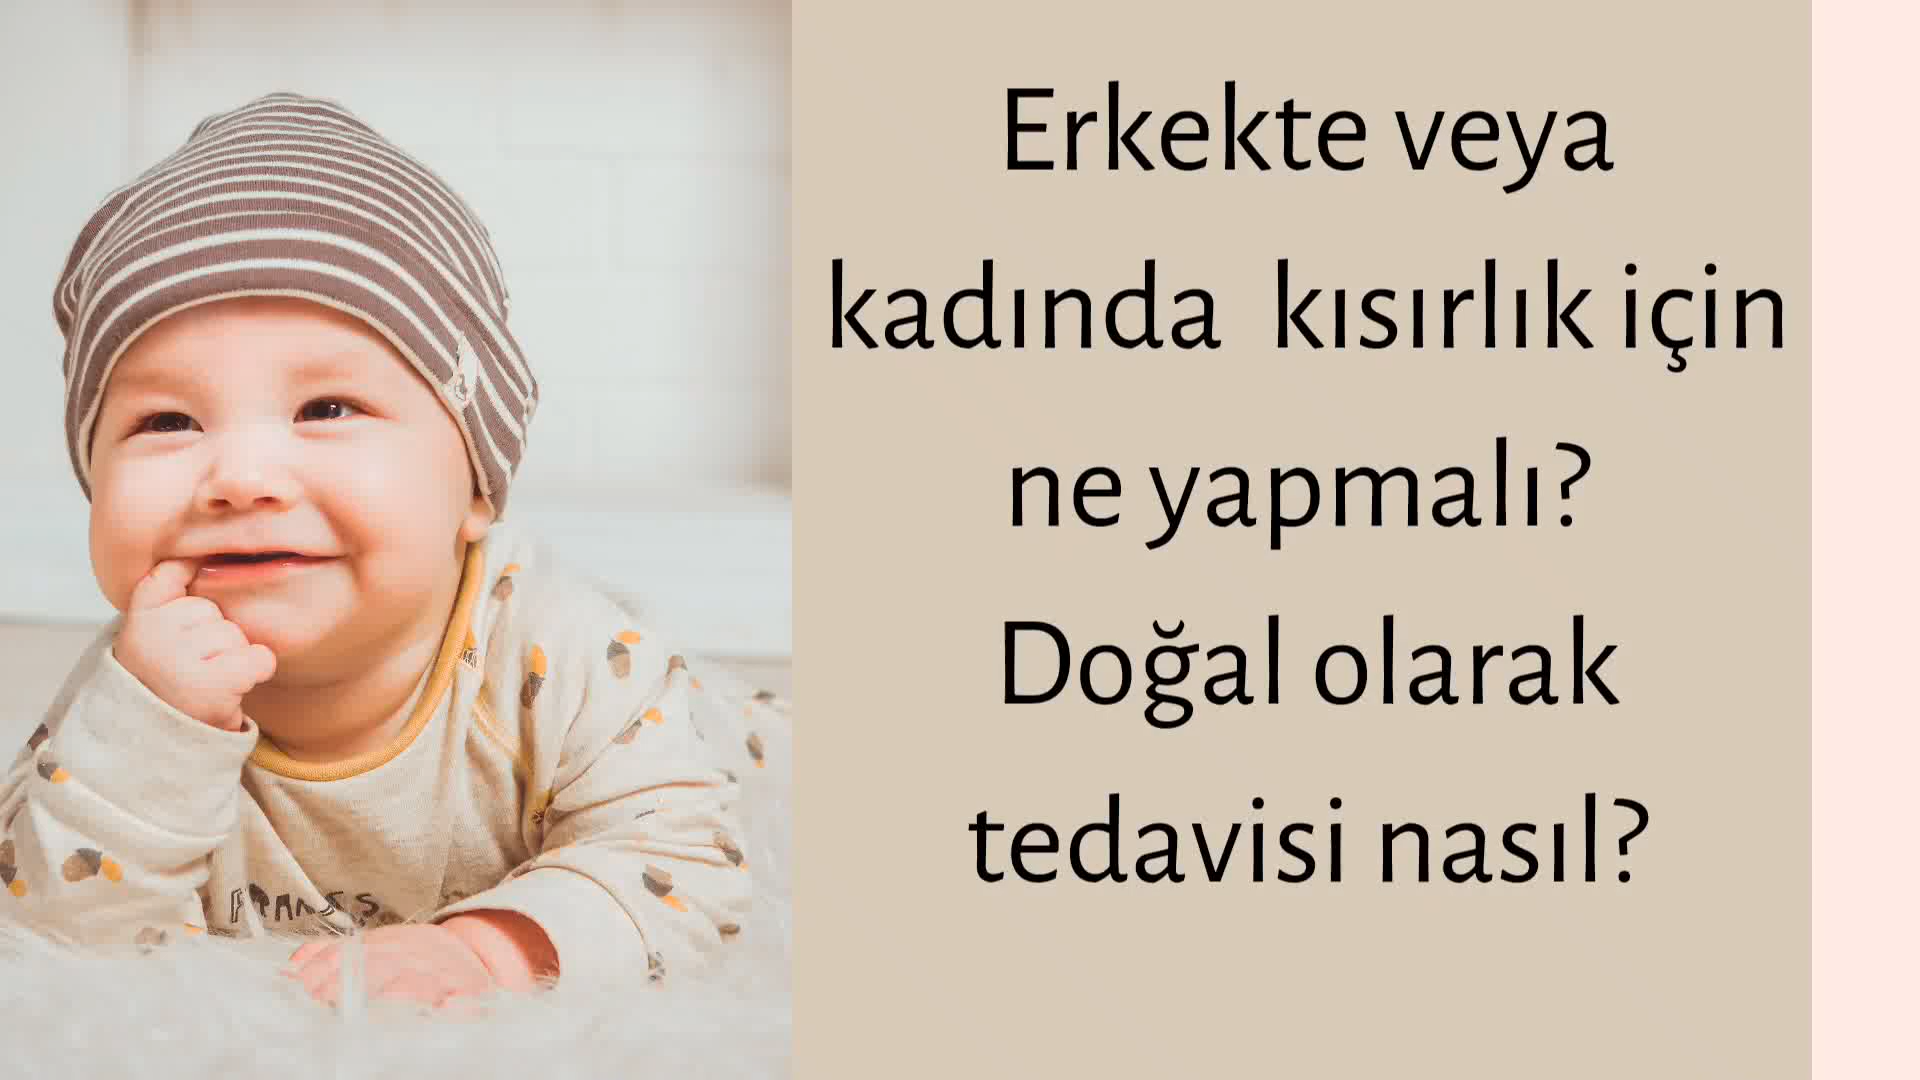 Erkekte veya
kadında kısırlık için
ne yapmalı?
Doğal olarak
tedavisi nasıl?